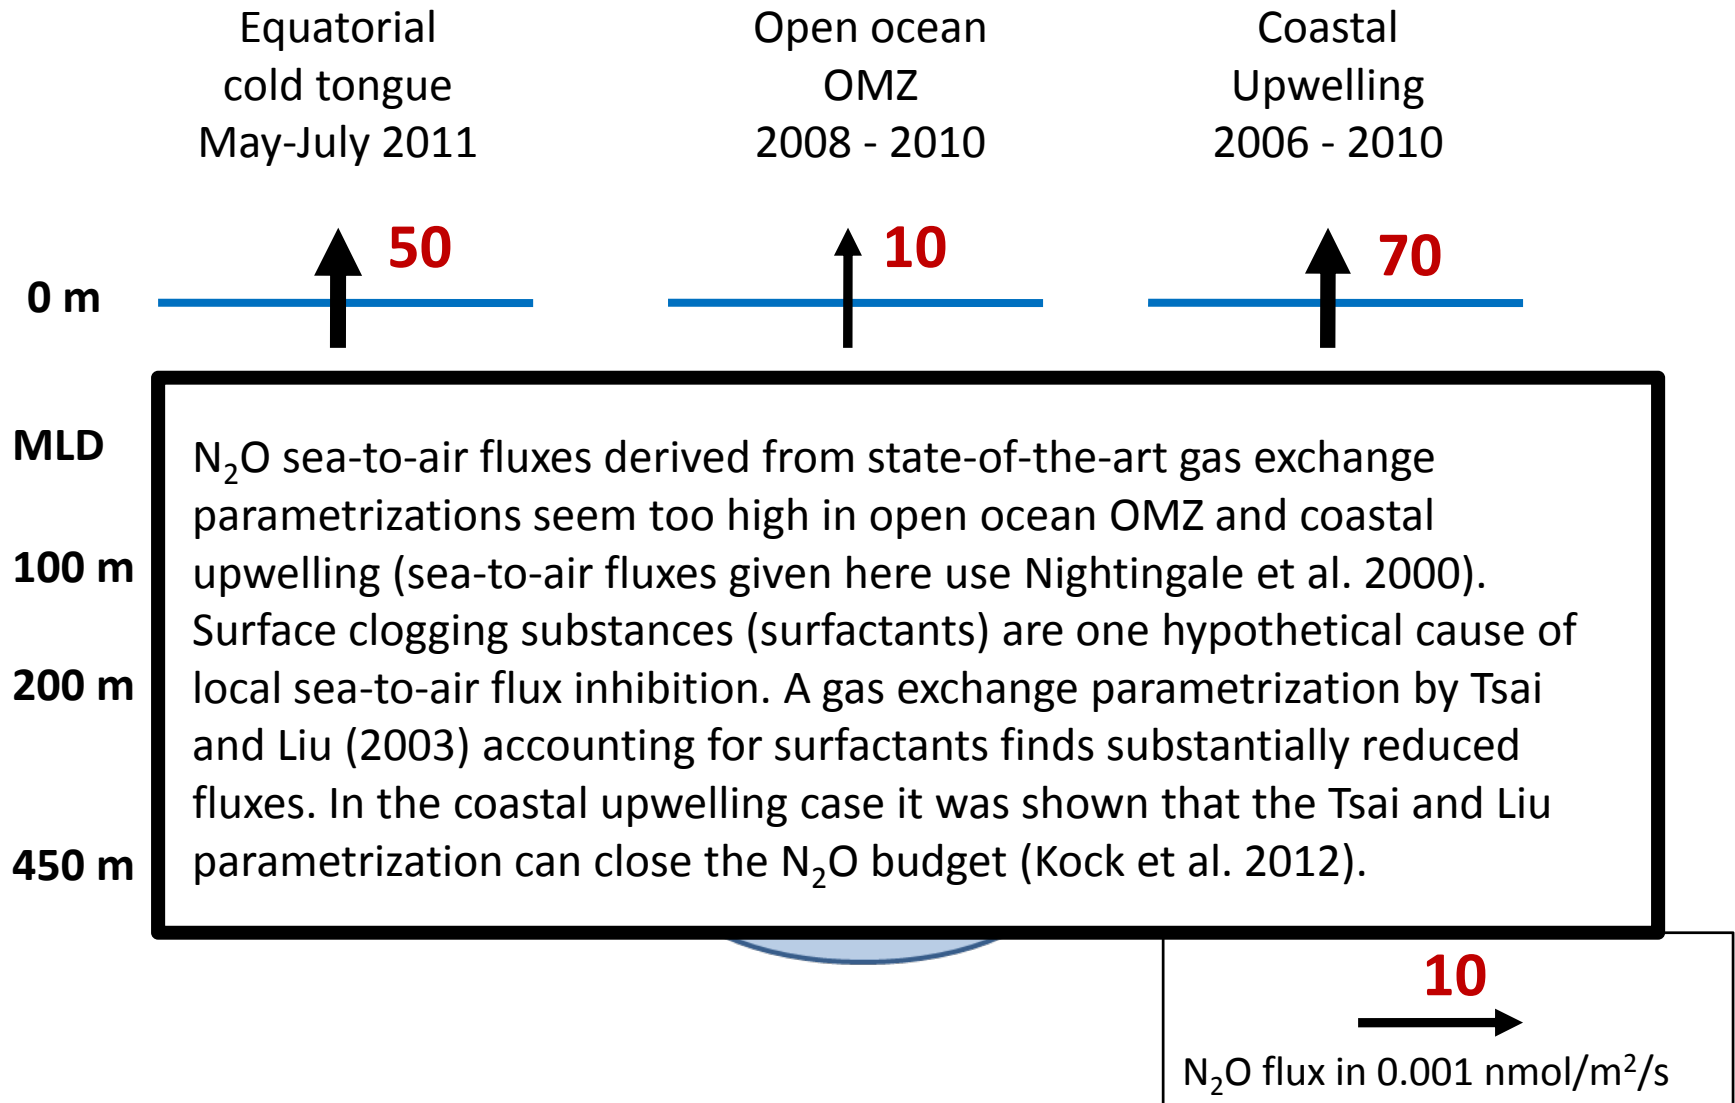 Equatorial
cold tongue
May-July 2011
Open ocean
OMZ
2008 - 2010
Coastal
Upwelling
2006 - 2010
50
10
70
0 m
MLD
100 m
200 m
450 m
N₂O sea-to-air fluxes derived from state-of-the-art gas exchange
parametrizations seem too high in open ocean OMZ and coastal
upwelling (sea-to-air fluxes given here use Nightingale et al. 2000).
Surface clogging substances (surfactants) are one hypothetical cause of
local sea-to-air flux inhibition. A gas exchange parametrization by Tsai
and Liu (2003) accounting for surfactants finds substantially reduced
fluxes. In the coastal upwelling case it was shown that the Tsai and Liu
parametrization can close the N₂O budget (Kock et al. 2012).
10
N₂O flux in 0.001 nmol/m²/s